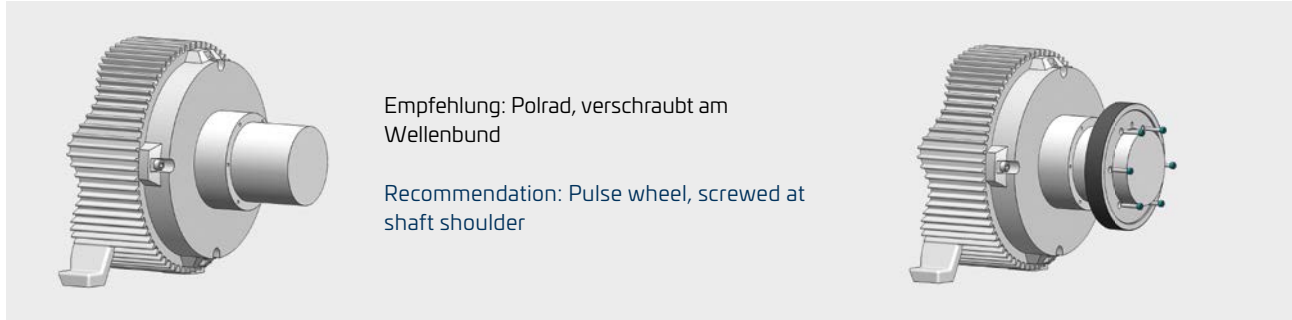 Empfehlung: Polrad, verschraubt am
Wellenbund
Recommendation: Pulse wheel, screwed at
shaft shoulder